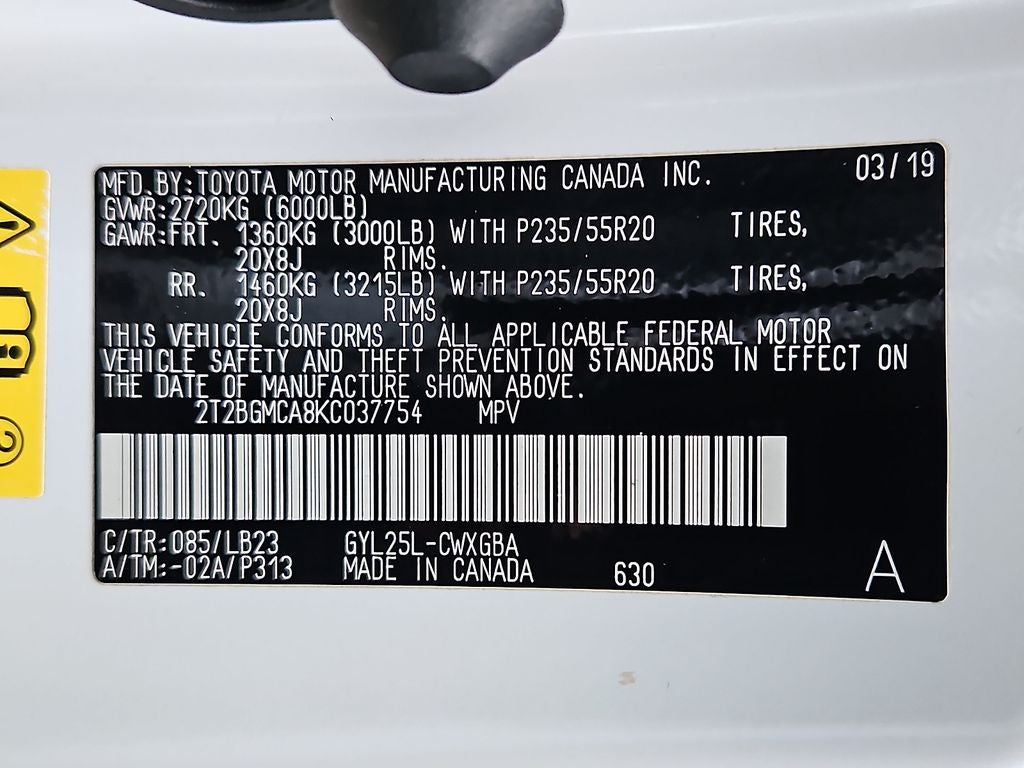 MFD.BY:TOYOTA MOTOR MANUFACTURING CANADA INC. 03/19
GVWR:2720KG (6000LB)
GAWR:FRT. 1360KG (3000LB) WITH P235/55R20 TIRES,
20X8J RIMS.
RR. 1460KG (3215LB) WITH P235/55R20 TIRES,
20X8J RIMS.
THIS VEHICLE CONFORMS TO ALL APPLICABLE FEDERAL MOTOR
VEHICLE SAFETY AND THEFT PREVENTION STANDARDS IN EFFECT ON
THE DATE OF MANUFACTURE SHOWN ABOVE.
2T2BGMCA8KC037754 MPV
C/TR:085/LB23 GYL25L-CWXGBA
A/TM:-02A/P313 MADE IN CANADA 630 A
2